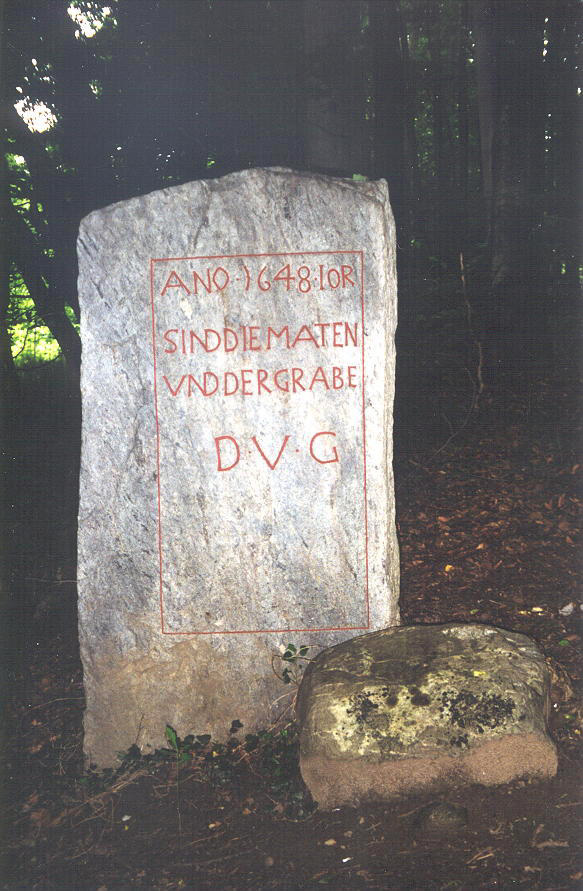 ANO·1648·IOR
SINDDIEMATEN
VNDDERGRABE
D·V·G